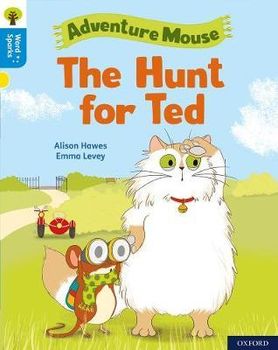 Word
Sparks
Adventure Mouse
The Hunt
for Ted
Alison Hawes
Emma Levey
OXFORD